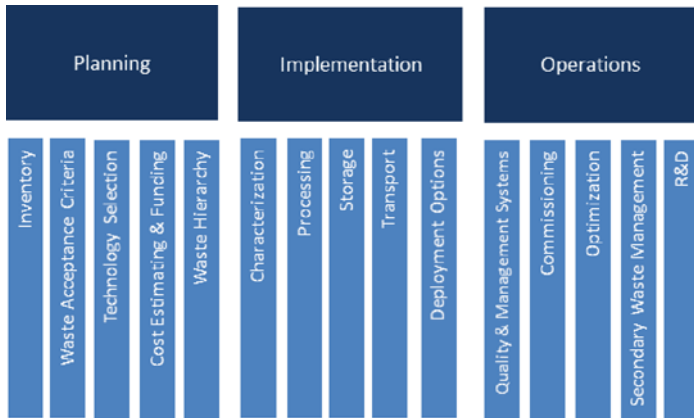 Planning
Implementation
Operations
Inventory
Waste Acceptance Criteria
Technology Selection
Cost Estimating & Funding
Waste Hierarchy
Characterization
Processing
Storage
Transport
Deployment Options
Quality & Management Systems
Commissioning
Optimization
Secondary Waste Management
R&D